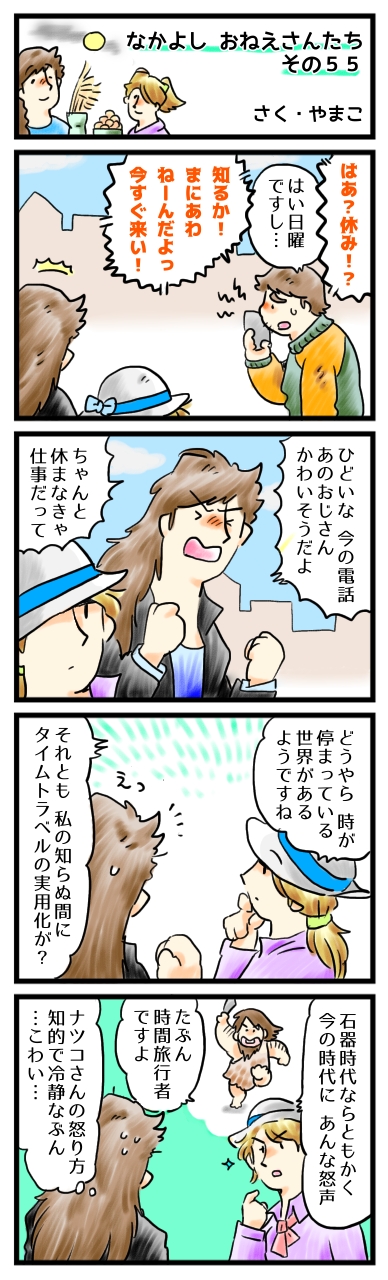 なかよし おねえさんたち
その５５
さく・やまこ
はあ？休み！？
はい日曜
ですし…
知るか！
まにあわ
ねーんだよっ
今すぐ来い！
ひどいな 今の電話
あのおじさん
かわいそうだよ
ちゃんと
休まなきゃ
仕事だって
どうやら 時が
停まっている
世界がある
ようですね
えっ
それとも 私の知らぬ間に
タイムトラベルの実用化が？
石器時代ならともかく
今の時代に あんな怒声
たぶん
時間旅行者
ですよ
ナツコさんの怒り方
知的で冷静なぶん
…こわい…